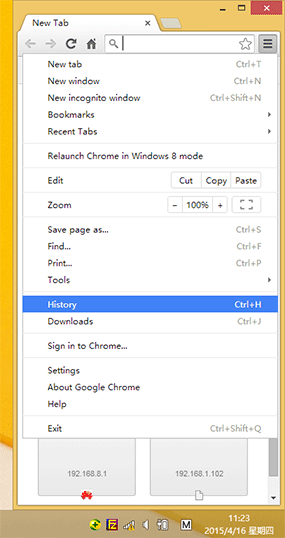 New Tab
New tab Ctrl+T
New window Ctrl+N
New incognito window Ctrl+Shift+N
Bookmarks
Recent Tabs
Relaunch Chrome in Windows 8 mode
Edit Cut Copy Paste
Zoom − 100% +
Save page as... Ctrl+S
Find... Ctrl+F
Print... Ctrl+P
Tools
History Ctrl+H
Downloads Ctrl+J
Sign in to Chrome...
Settings
About Google Chrome
Help
Exit Ctrl+Shift+Q
192.168.8.1 192.168.1.102
M 11:23
2015/4/16 星期四